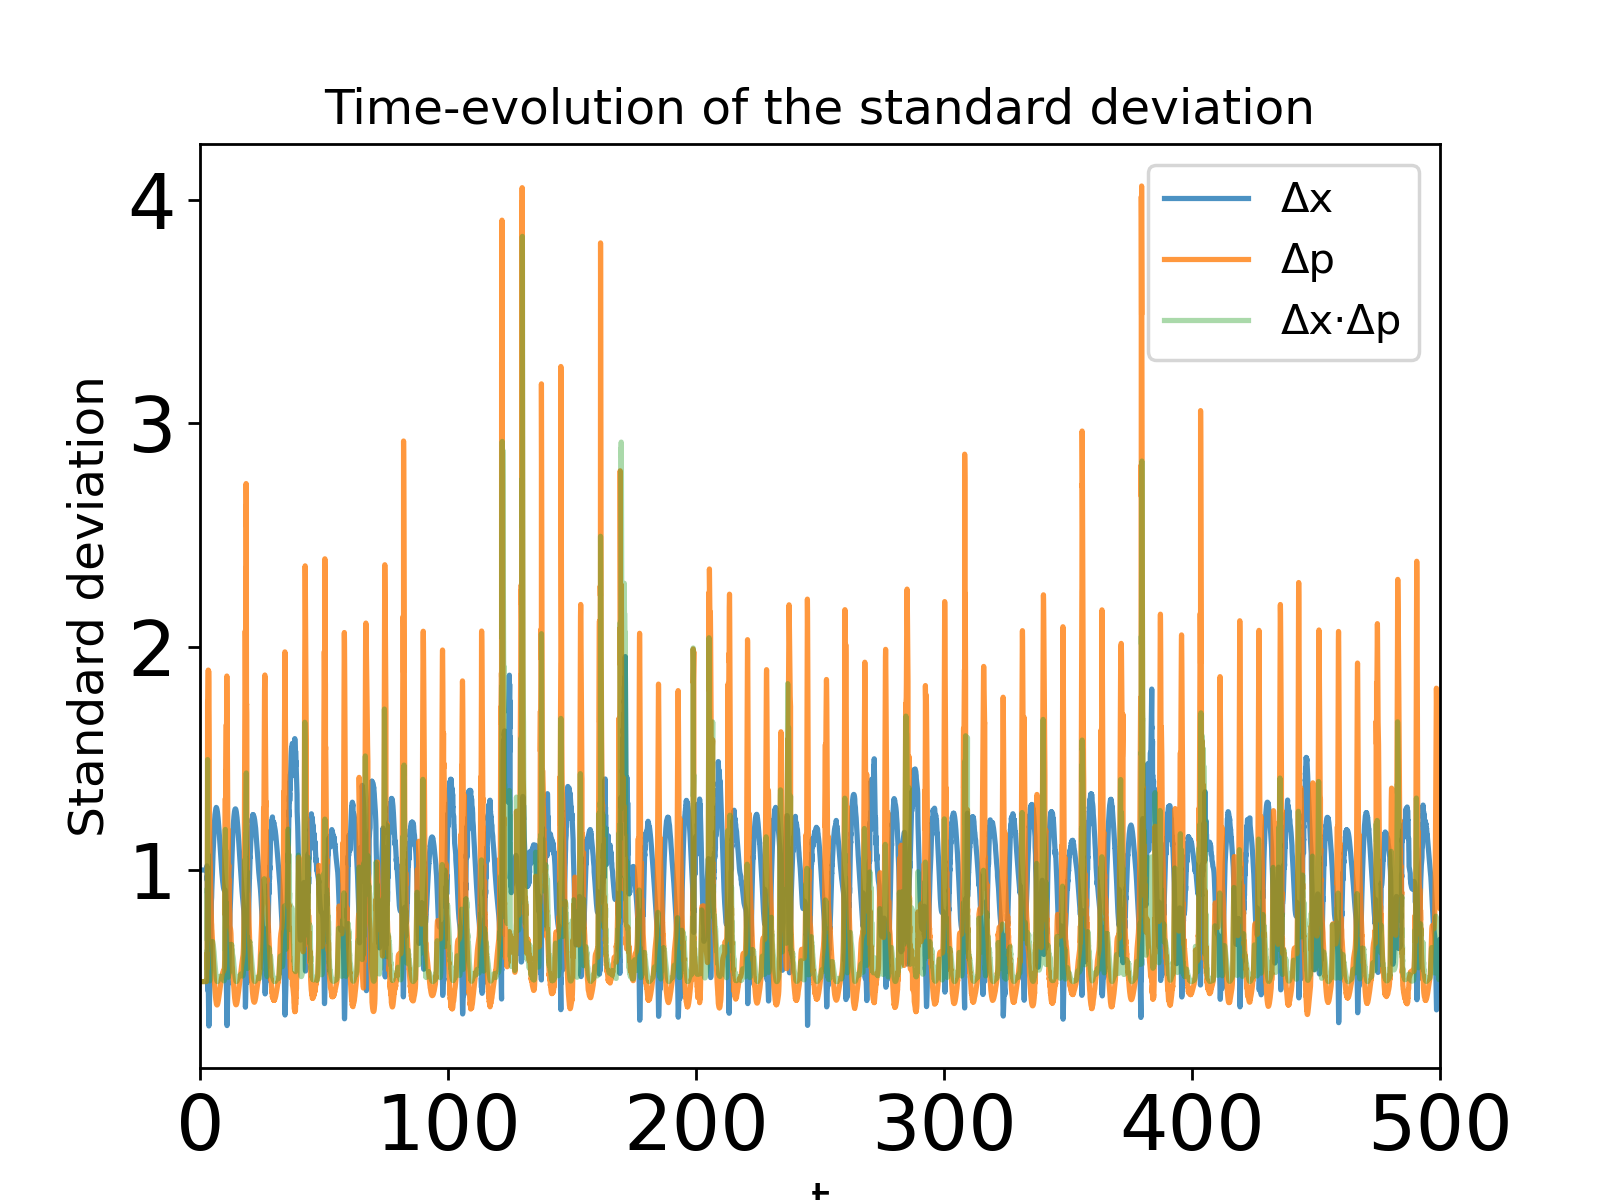 Time-evolution of the standard deviation
Standard deviation
4
3
2
1
Δx
Δp
Δx·Δp
0 100 200 300 400 500
t